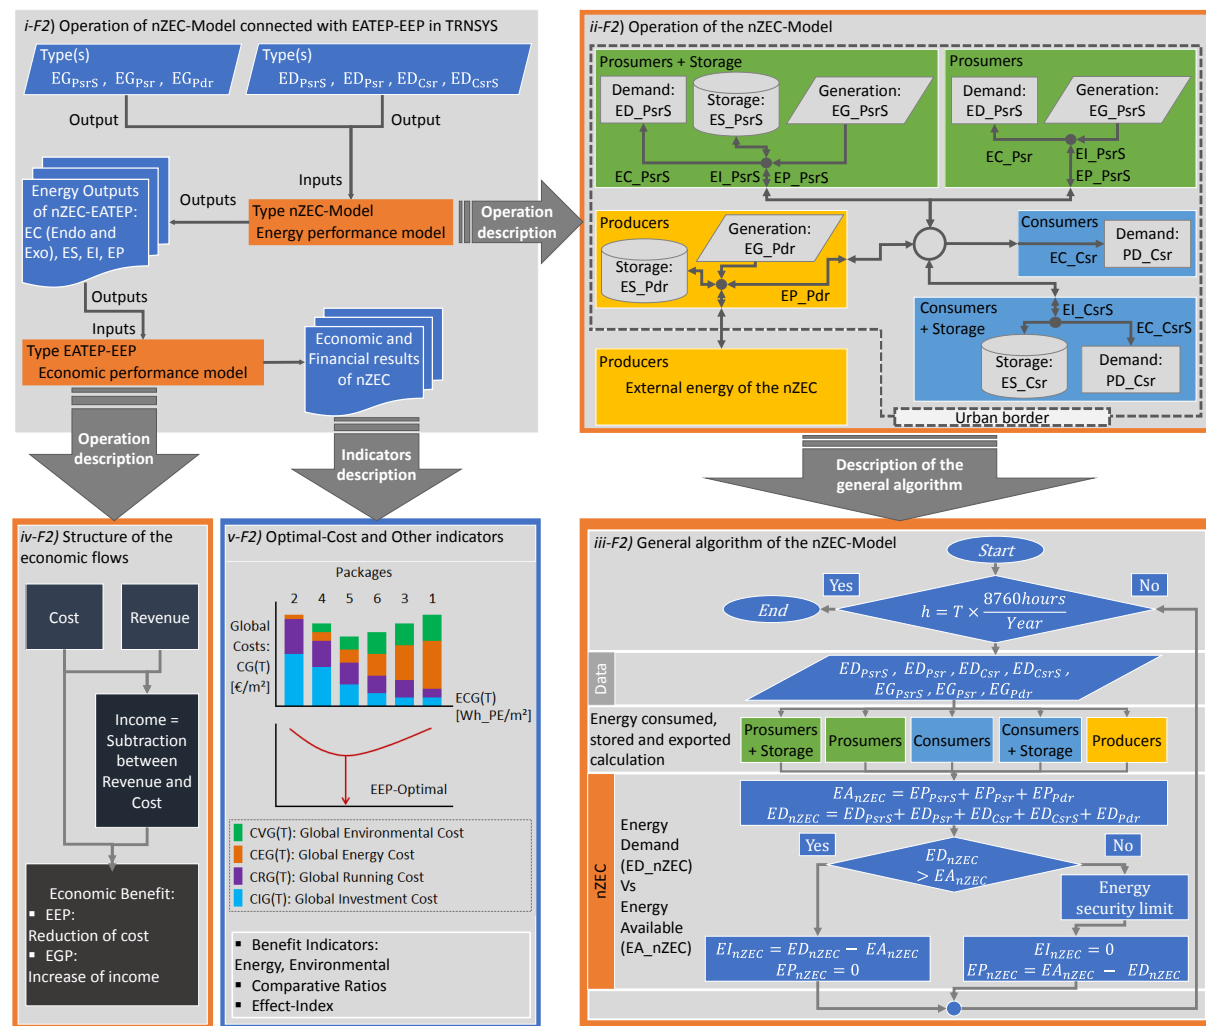 i-F2) Operation of nZEC-Model connected with EATEP-EEP in TRNSYS
Type(s)
EG_PsrS , EG_Psr , EG_Pdr
Type(s)
ED_PsrS , ED_Psr , ED_Csr , ED_CsrS
Output
Output
Inputs
Energy Outputs
of nZEC-EATEP:
EC (Endo and
Exo), ES, EI, EP
Outputs
Type nZEC-Model
Energy performance model
Operation
description
Outputs
Inputs
Type EATEP-EEP
Economic performance model
Economic and
Financial results
of nZEC
Operation
description
Indicators
description
ii-F2) Operation of the nZEC-Model
Prosumers + Storage
Demand:
ED_PsrS
Storage:
ES_PsrS
Generation:
EG_PsrS
EC_PsrS
EI_PsrS
EP_PsrS
Prosumers
Demand:
ED_PsrS
Generation:
EG_PsrS
EC_Psr
EI_PsrS
EP_PsrS
Producers
Generation:
EG_Pdr
Storage:
ES_Pdr
EP_Pdr
Consumers
EC_Csr
Demand:
PD_Csr
Consumers
+ Storage
EI_CsrS
EC_CsrS
Storage:
ES_Csr
Demand:
PD_Csr
Producers
External energy of the nZEC
Urban border
Description of the
general algorithm
iv-F2) Structure of the
economic flows
Cost
Revenue
Income =
Subtraction
between
Revenue and
Cost
Economic Benefit:
▪ EEP:
Reduction of cost
▪ EGP:
Increase of income
v-F2) Optimal-Cost and Other indicators
Packages
2 4 5 6 3 1
Global
Costs:
CG(T)
[€/m²]
ECG(T)
[Wh_PE/m²]
EEP-Optimal
CVG(T): Global Environmental Cost
CEG(T): Global Energy Cost
CRG(T): Global Running Cost
CIG(T): Global Investment Cost
▪ Benefit Indicators:
Energy, Environmental
▪ Comparative Ratios
▪ Effect-Index
iii-F2) General algorithm of the nZEC-Model
Start
Yes
No
End
h = T × 8760hours/Year
Data
ED_PsrS , ED_Psr , ED_Csr , ED_CsrS ,
EG_PsrS , EG_Psr , EG_Pdr
Energy consumed,
stored and exported
calculation
Prosumers
+ Storage
Prosumers
Consumers
Consumers
+ Storage
Producers
nZEC
EA_nZEC = EP_PsrS + EP_Psr + EP_Pdr
ED_nZEC = ED_PsrS + ED_Psr + ED_Csr + ED_CsrS + ED_Pdr
Energy
Demand
(ED_nZEC)
Vs
Energy
Available
(EA_nZEC)
Yes
No
ED_nZEC
> EA_nZEC
Energy
security limit
EI_nZEC = ED_nZEC − EA_nZEC
EP_nZEC = 0
EI_nZEC = 0
EP_nZEC = EA_nZEC − ED_nZEC